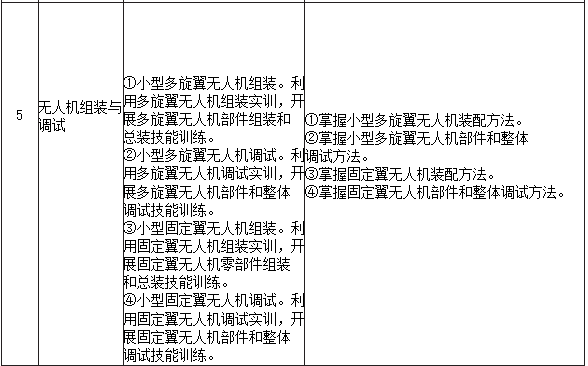 5
无人机组装与
调试
①小型多旋翼无人机组装。利
用多旋翼无人机组装实训，开
展多旋翼无人机部件组装和
总装技能训练。
②小型多旋翼无人机调试。利
用多旋翼无人机调试实训，开
展多旋翼无人机部件和整体
调试技能训练。
③小型固定翼无人机组装。利
用固定翼无人机组装实训，开
展固定翼无人机零部件组装
和总装技能训练。
④小型固定翼无人机调试。利
用固定翼无人机调试实训，开
展固定翼无人机部件和整体
调试技能训练。
①掌握小型多旋翼无人机装配方法。
②掌握小型多旋翼无人机部件和整体
调试方法。
③掌握固定翼无人机装配方法。
④掌握固定翼无人机部件和整体调试方法。